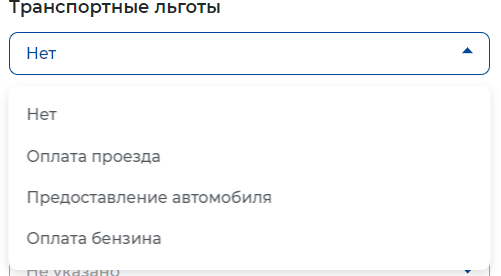 Транспортные льготы
Нет
Нет
Оплата проезда
Предоставление автомобиля
Оплата бензина
Не указано